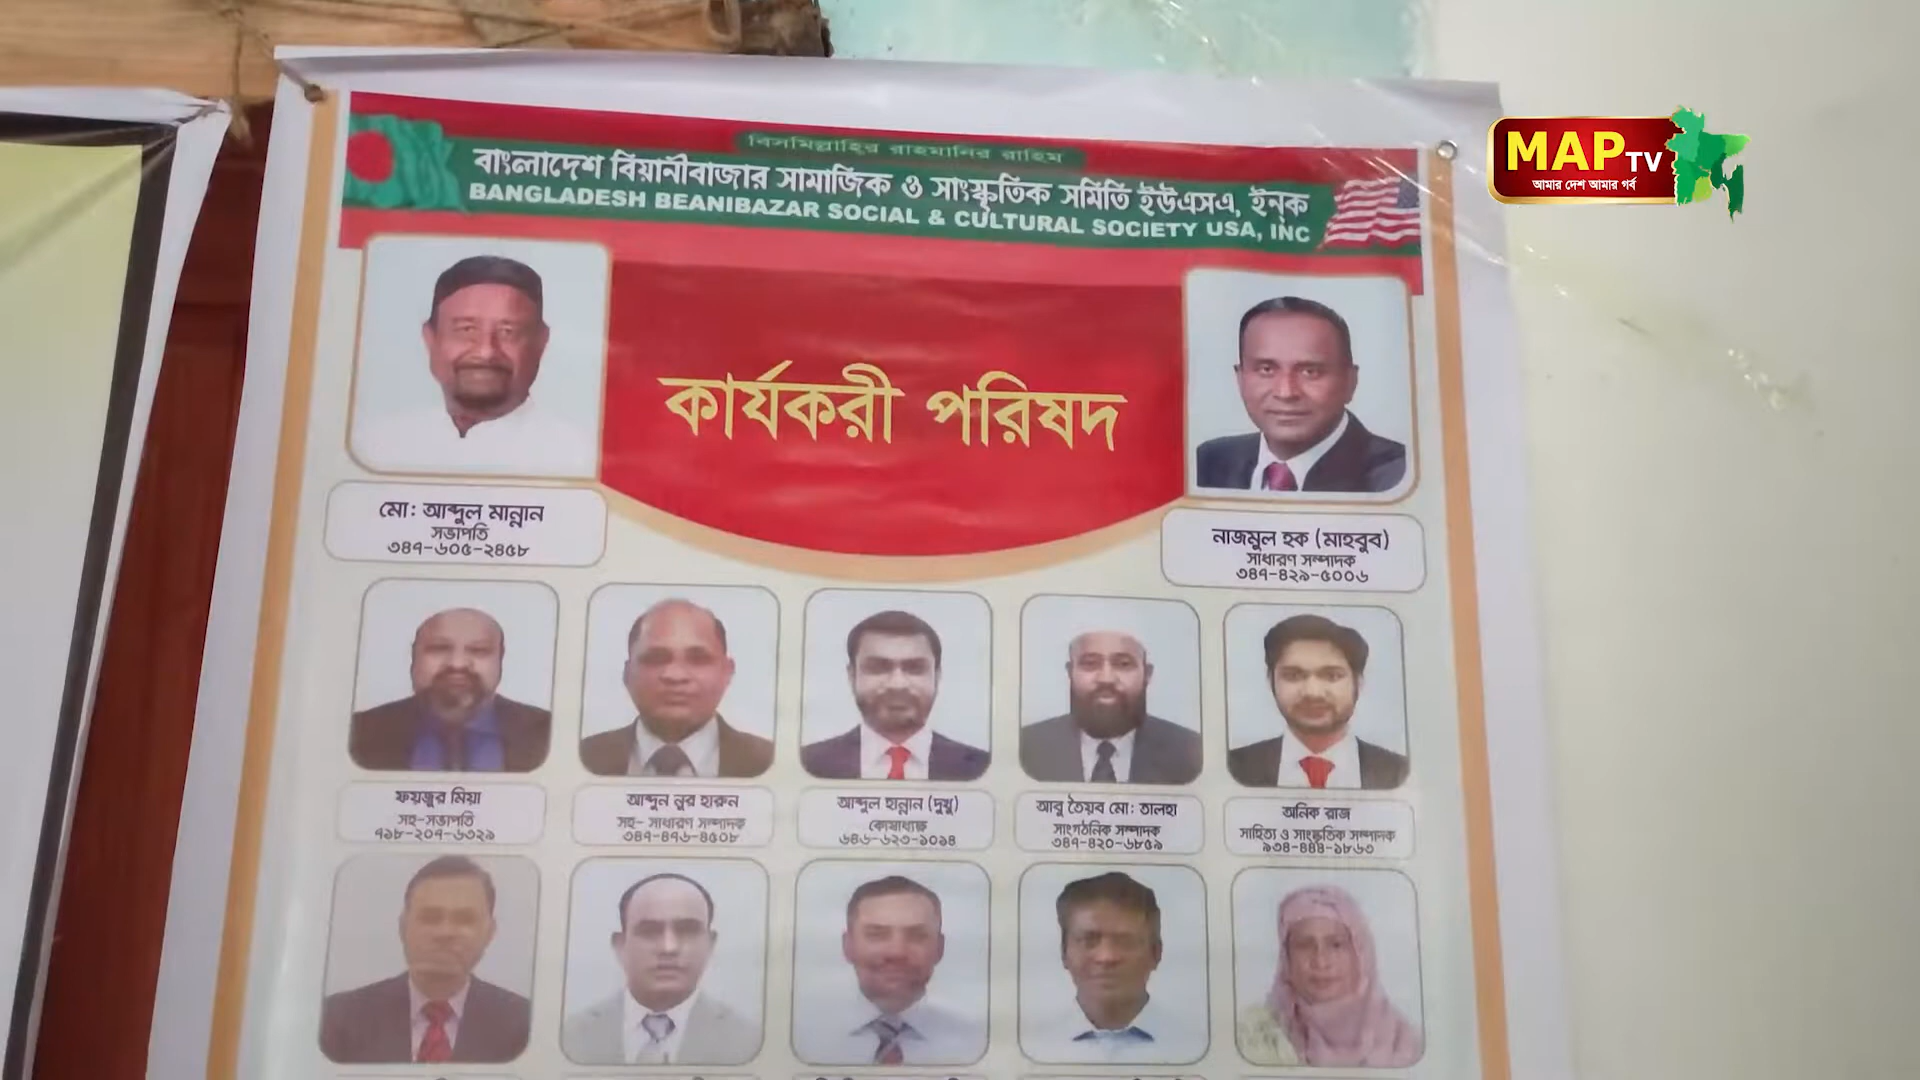 বিসমিল্লাহির রাহমানির রাহিম
বাংলাদেশ বিয়ানীবাজার সামাজিক ও সাংস্কৃতিক সমিতি ইউএসএ, ইন্‌ক
BANGLADESH BEANIBAZAR SOCIAL & CULTURAL SOCIETY USA, INC
MAP TV
আমার দেশ আমার গর্ব
কার্যকরী পরিষদ
মো: আব্দুল মান্নান
সভাপতি
৩৪৭-৬০৫-২৪৫৮
নাজমুল হক (মাহবুব)
সাধারণ সম্পাদক
৩৪৭-৪২৯-৫০০৬
ফয়জুর মিয়া
সহ-সভাপতি
৭১৮-২০৭-৬৩২৯
আব্দুন নুর হারুন
সহ- সাধারণ সম্পাদক
৩৪৭-৪৭৬-৪৫০৮
আব্দুল হান্নান (দুখু)
কোষাধ্যক্ষ
৬৪৬-৬২৩-১০১৪
আবু তৈয়ব মো: তালহা
সাংগঠনিক সম্পাদক
৩৪৭-৪২০-৬৮৫৯
অনিক রাজ
সাহিত্য ও সাংস্কৃতিক সম্পাদক
৯৩৪-৪৪৪-১৮৬৩